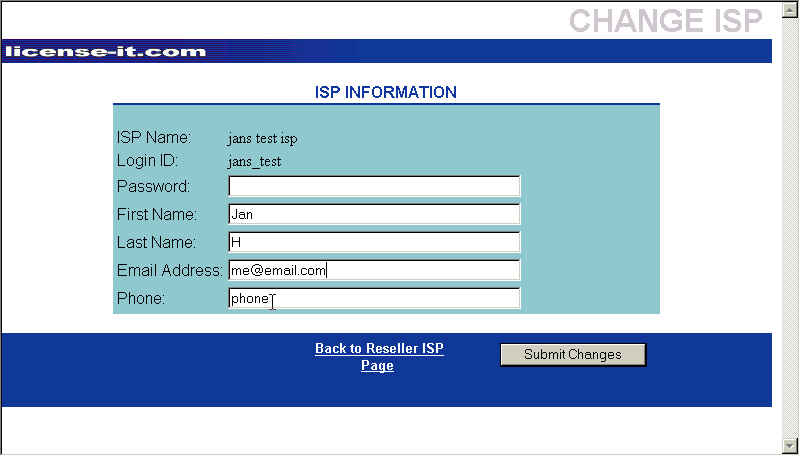 CHANGE ISP
license-it.com
ISP INFORMATION
ISP Name: jans test isp
Login ID: jans_test
Password:
First Name: Jan
Last Name: H
Email Address: me@email.com
Phone: phone
Back to Reseller ISP
Page
Submit Changes